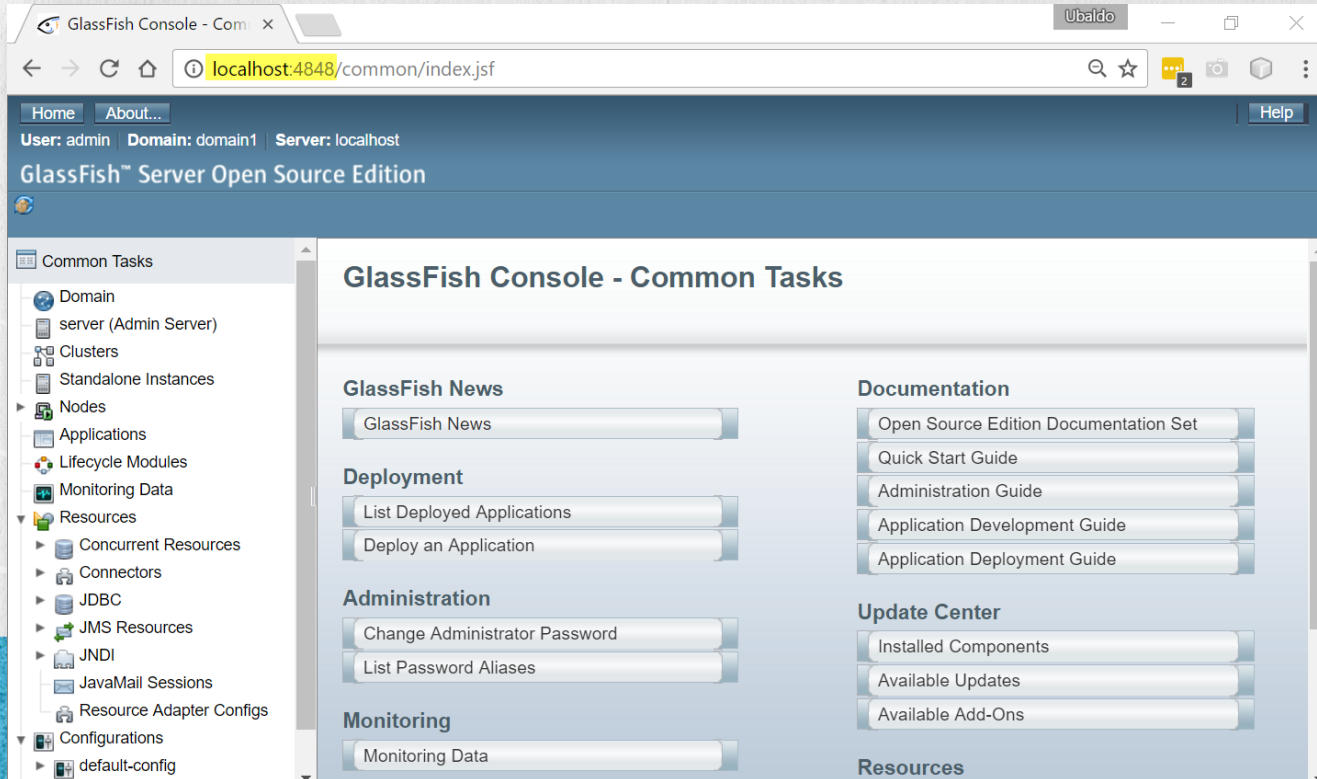 GlassFish Console - Com
Ubaldo
localhost:4848/common/index.jsf
2
Home
About...
Help
User: admin
Domain: domain1
Server: localhost
GlassFish™ Server Open Source Edition
Common Tasks
Domain
server (Admin Server)
Clusters
Standalone Instances
Nodes
Applications
Lifecycle Modules
Monitoring Data
Resources
Concurrent Resources
Connectors
JDBC
JMS Resources
JNDI
JavaMail Sessions
Resource Adapter Configs
Configurations
default-config
GlassFish Console - Common Tasks
GlassFish News
GlassFish News
Deployment
List Deployed Applications
Deploy an Application
Administration
Change Administrator Password
List Password Aliases
Monitoring
Monitoring Data
Documentation
Open Source Edition Documentation Set
Quick Start Guide
Administration Guide
Application Development Guide
Application Deployment Guide
Update Center
Installed Components
Available Updates
Available Add-Ons
Resources